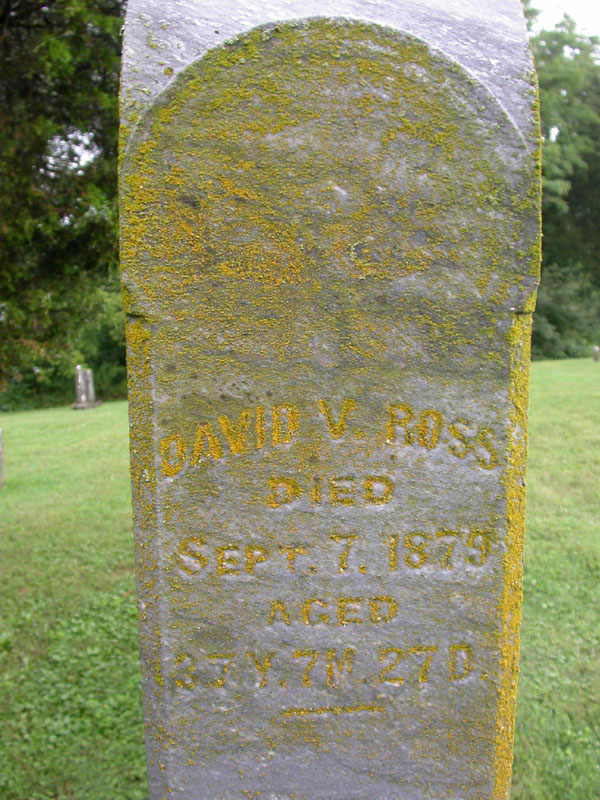 DAVID V. ROSS
DIED
SEPT. 7. 1879
AGED
37 Y. 7 M. 27 D.